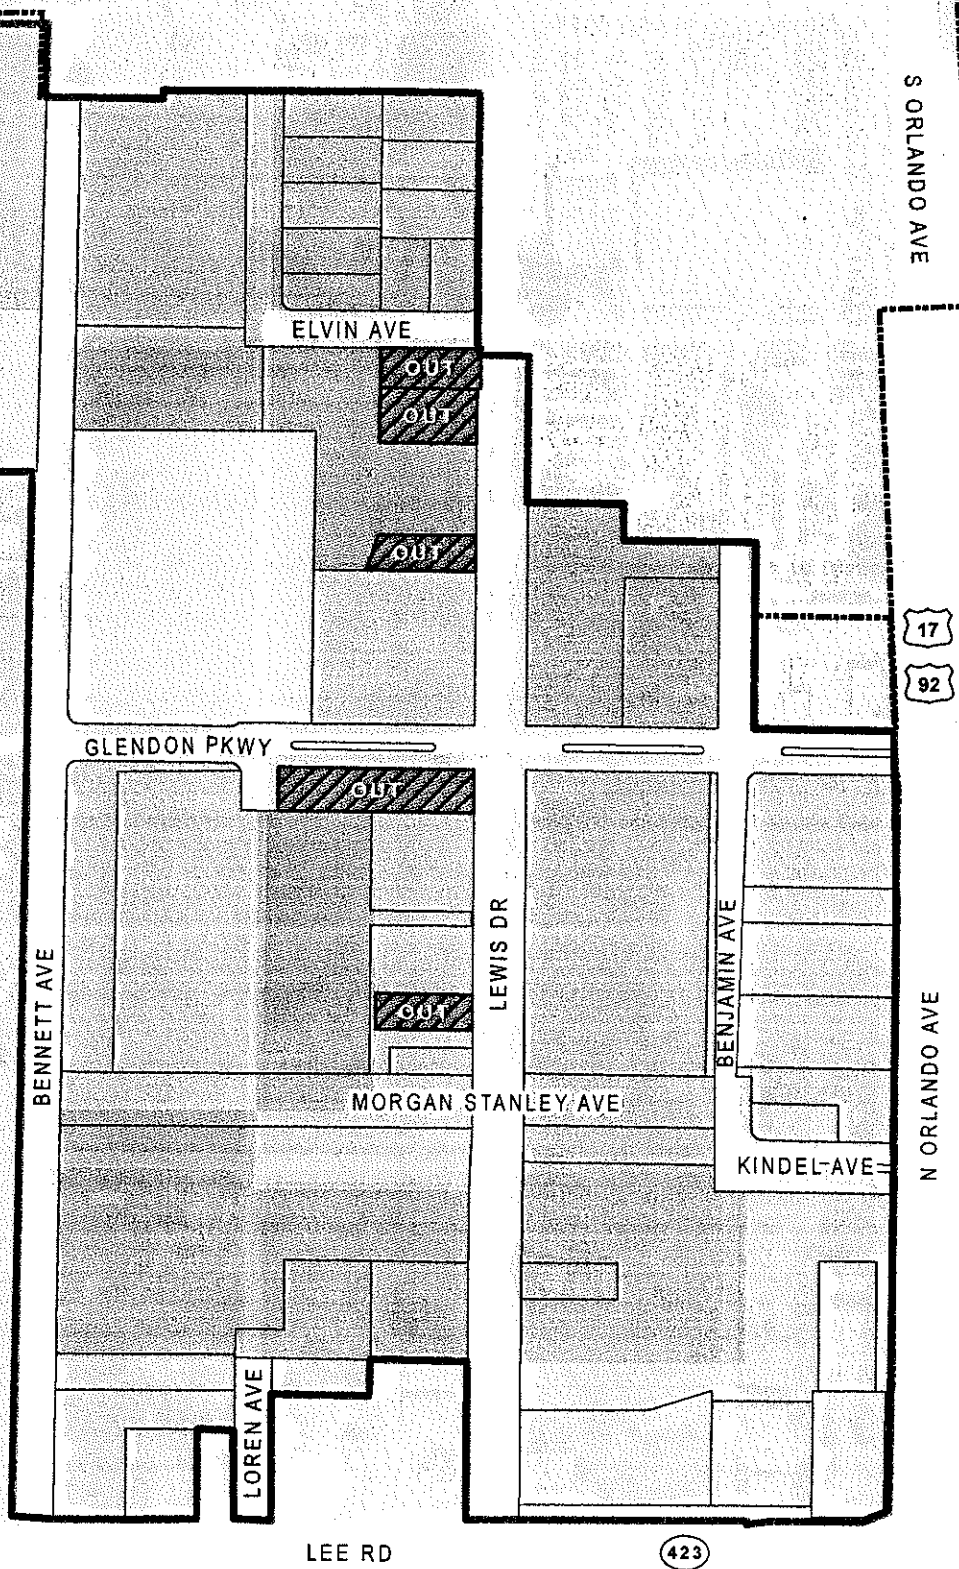 S ORLANDO AVE
ELVIN AVE
OUT
OUT
OUT
17
92
GLENDON PKWY
OUT
BENNETT AVE
LEWIS DR
BENJAMIN AVE
N ORLANDO AVE
OUT
MORGAN STANLEY AVE
KINDEL AVE
LOREN AVE
LEE RD
423